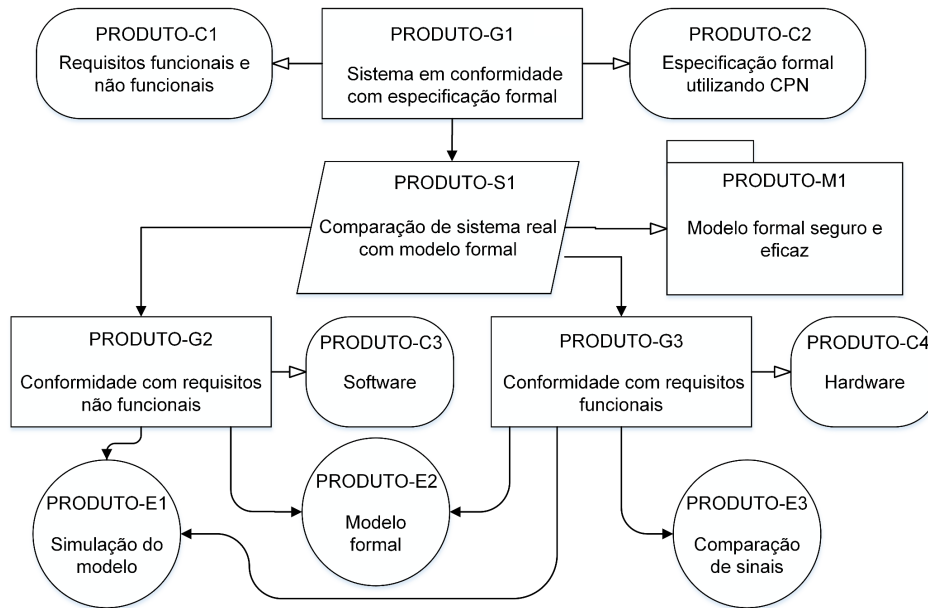 PRODUTO-C1
Requisitos funcionais e
não funcionais
PRODUTO-G1
Sistema em conformidade
com especificação formal
PRODUTO-C2
Especificação formal
utilizando CPN
PRODUTO-S1
Comparação de sistema real
com modelo formal
PRODUTO-M1
Modelo formal seguro e
eficaz
PRODUTO-G2
Conformidade com requisitos
não funcionais
PRODUTO-C3
Software
PRODUTO-G3
Conformidade com requisitos
funcionais
PRODUTO-C4
Hardware
PRODUTO-E1
Simulação do
modelo
PRODUTO-E2
Modelo
formal
PRODUTO-E3
Comparação
de sinais